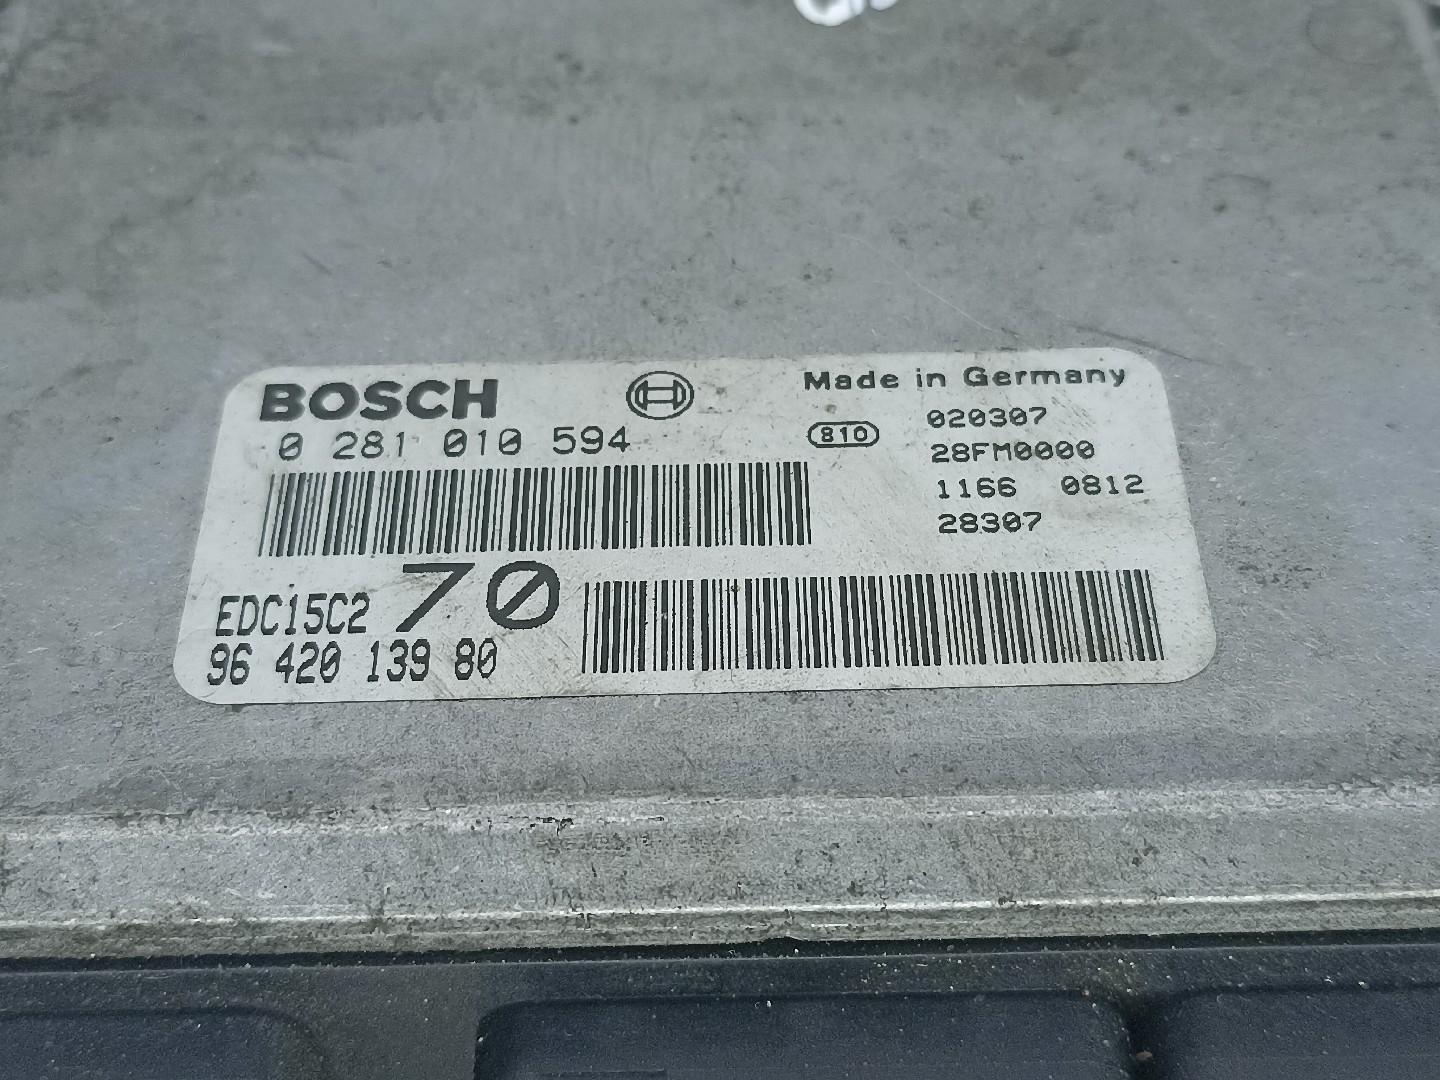 BOSCH
Made in Germany
0 281 010 594
810
020307
28FM0000
1166 0812
28307
EDC15C2 70
96 420 139 80